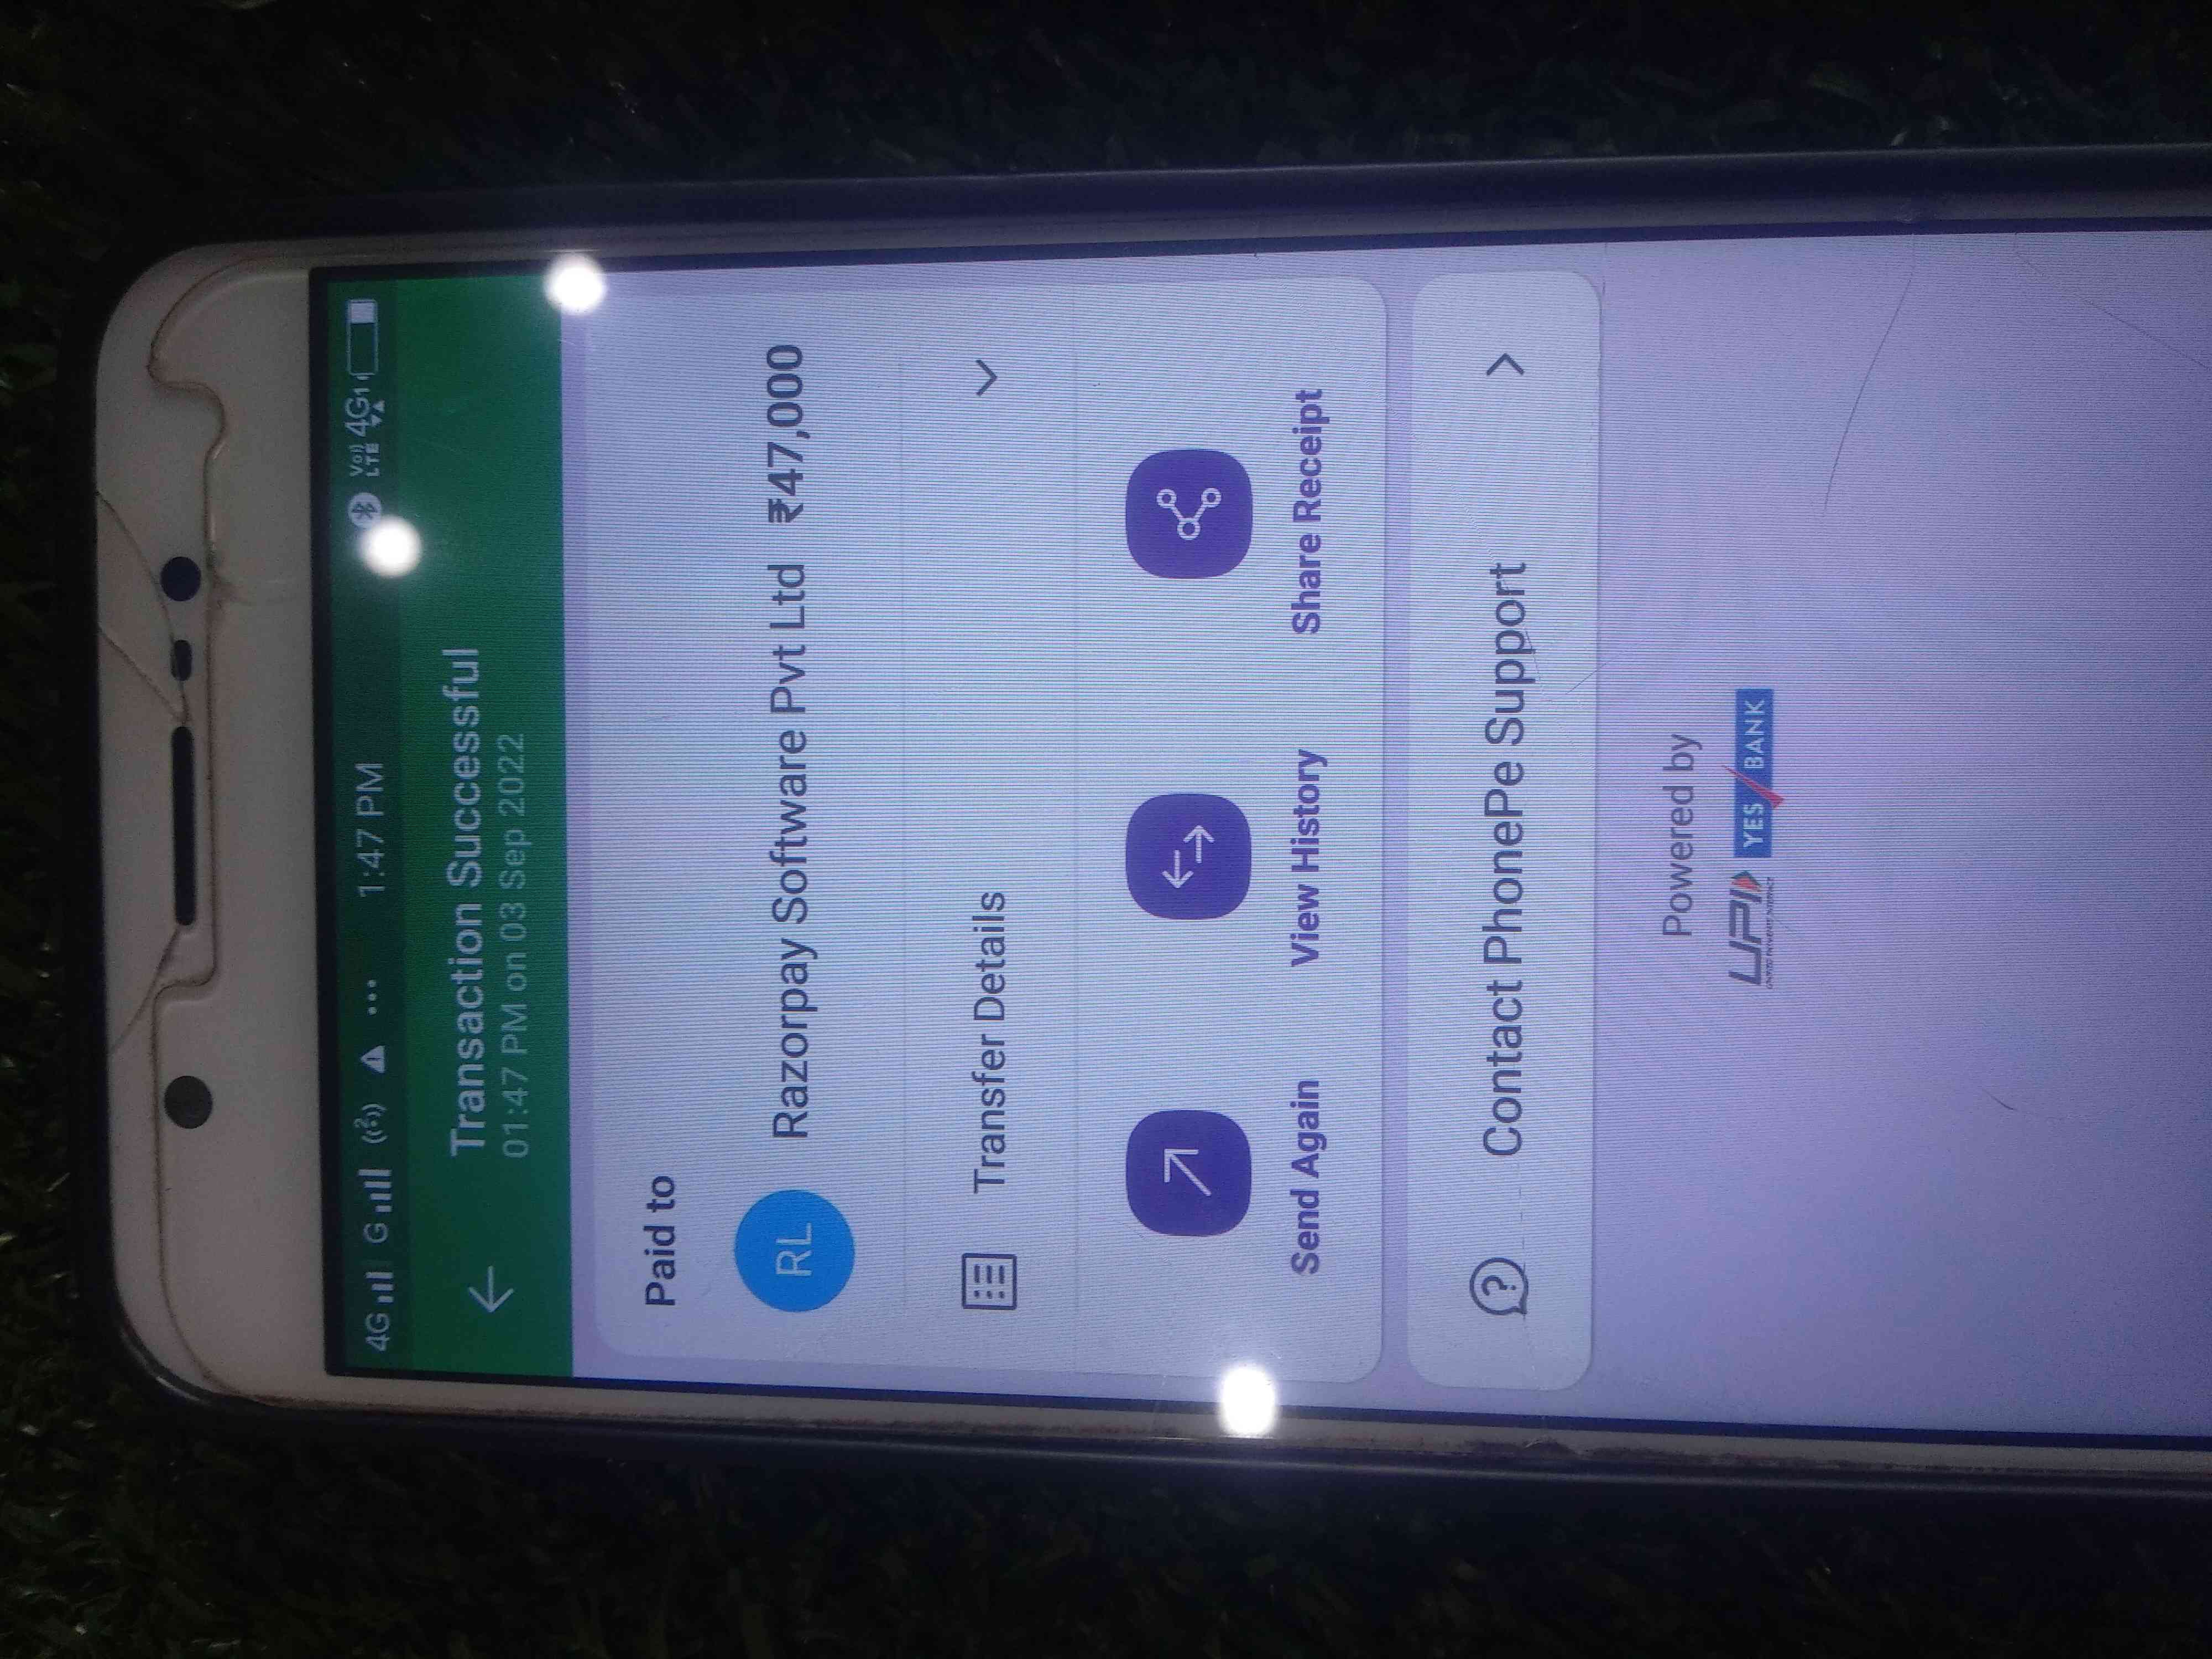 4G G 1:47 PM VoLTE 4G
Transaction Successful
01:47 PM on 03 Sep 2022
Paid to
RL Razorpay Software Pvt Ltd ₹47,000
Transfer Details
Send Again View History Share Receipt
Contact PhonePe Support
Powered by
UPI YES BANK